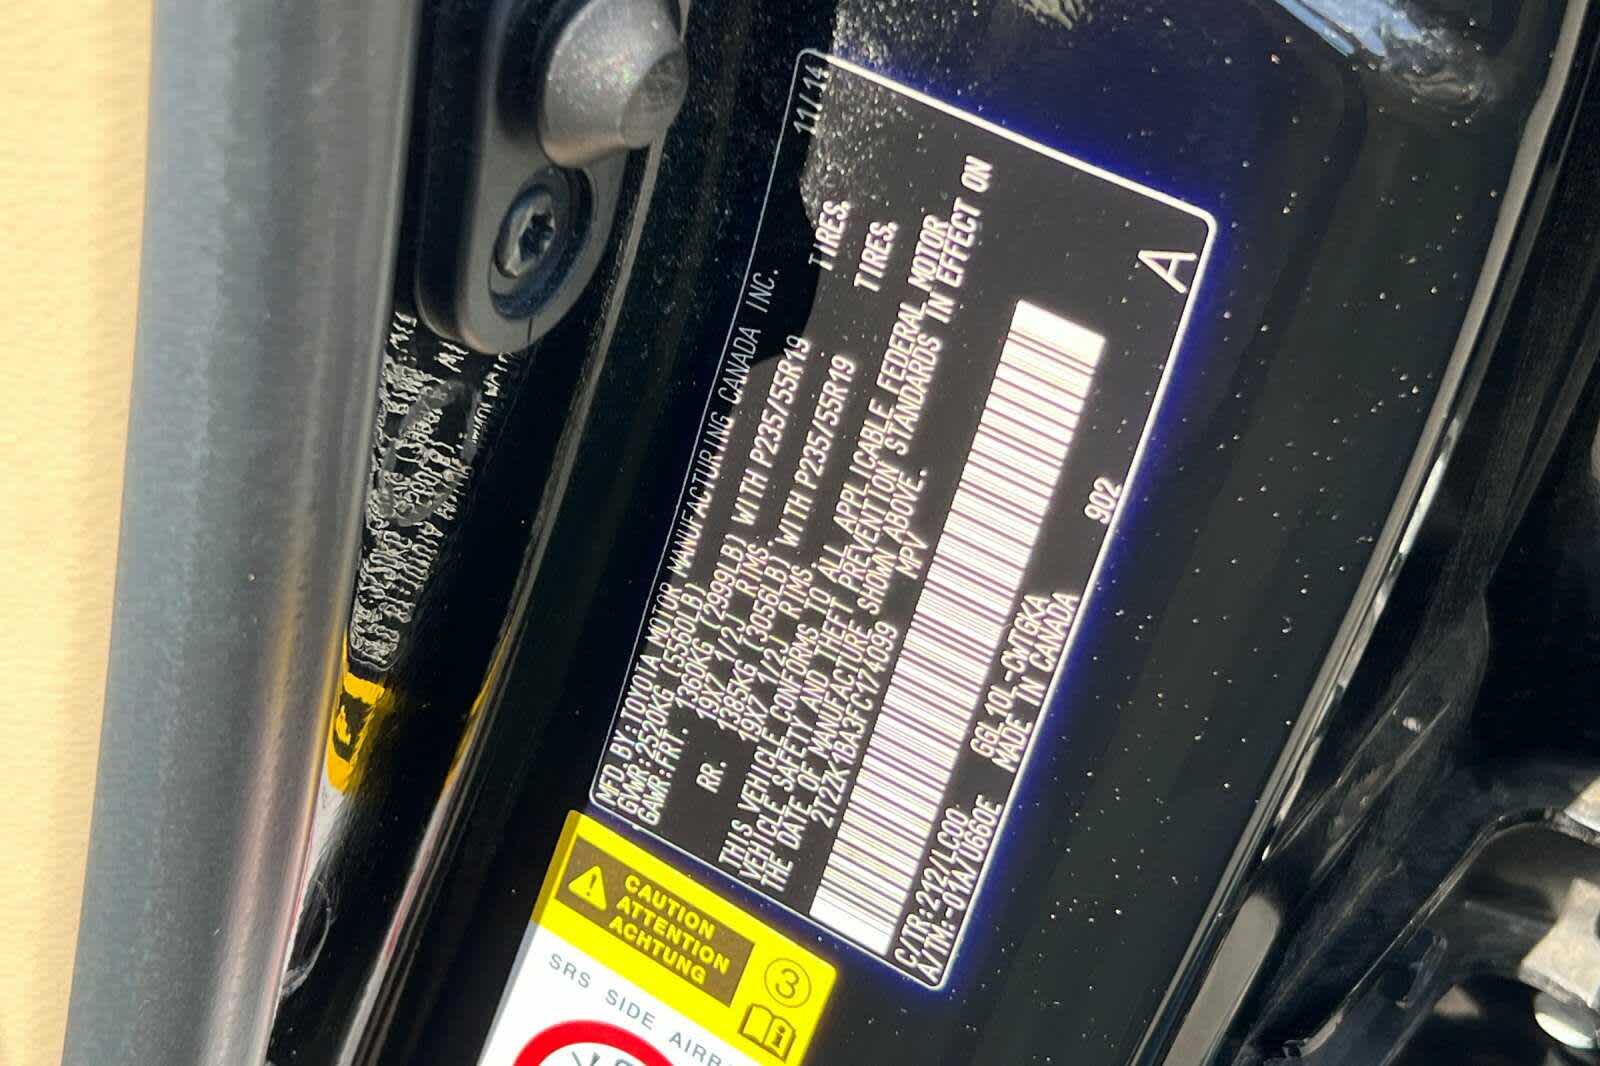 MFD.BY:TOYOTA MOTOR MANUFACTURING CANADA INC. 11/14
GVWR:2520KG (5560LB)
GAWR:FRT. 1360KG (2999LB) WITH P235/55R19 TIRES,
19X7 1/2J RIMS.
RR. 1385KG (3056LB) WITH P235/55R19 TIRES,
19X7 1/2J RIMS
THIS VEHICLE CONFORMS TO ALL APPLICABLE FEDERAL MOTOR
VEHICLE SAFETY AND THEFT PREVENTION STANDARDS IN EFFECT ON
THE DATE OF MANUFACTURE SHOWN ABOVE.
2T2ZK1BA3FC174099 MPV
C/TR:212/LC00 GGL10L-CWTGKA 902 A
A/TM:-01A/U660E MADE IN CANADA
CAUTION
ATTENTION
ACHTUNG
3
SRS SIDE AIRB